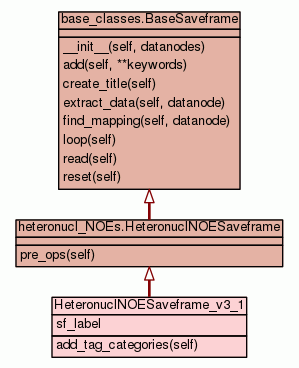 base_classes.BaseSaveframe
__init__(self, datanodes)
add(self, **keywords)
create_title(self)
extract_data(self, datanode)
find_mapping(self, datanode)
loop(self)
read(self)
reset(self)
heteronucl_NOEs.HeteronuclNOESaveframe
pre_ops(self)
HeteronuclNOESaveframe_v3_1
sf_label
add_tag_categories(self)